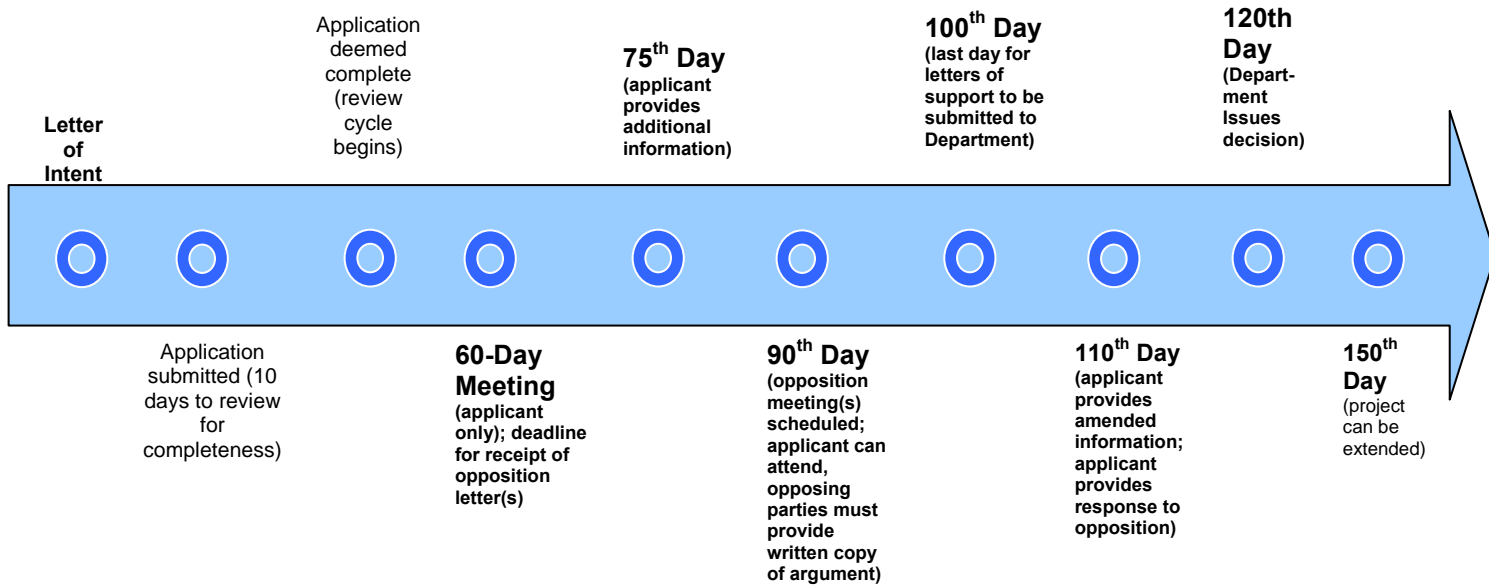 Letter
of
Intent
Application submitted (10
days to review
for
completeness)
Application
deemed
complete
(review
cycle
begins)
60-Day
Meeting
(applicant
only); deadline
for receipt of
opposition
letter(s)
75th Day
(applicant
provides
additional
information)
90th Day
(opposition
meeting(s)
scheduled;
applicant can
attend,
opposing
parties must
provide
written copy
of argument)
100th Day
(last day for
letters of
support to be
submitted to
Department)
110th Day
(applicant
provides
amended
information;
applicant
provides
response to
opposition)
120th
Day
(Depart-
ment
Issues
decision)
150th
Day
(project
can be
extended)